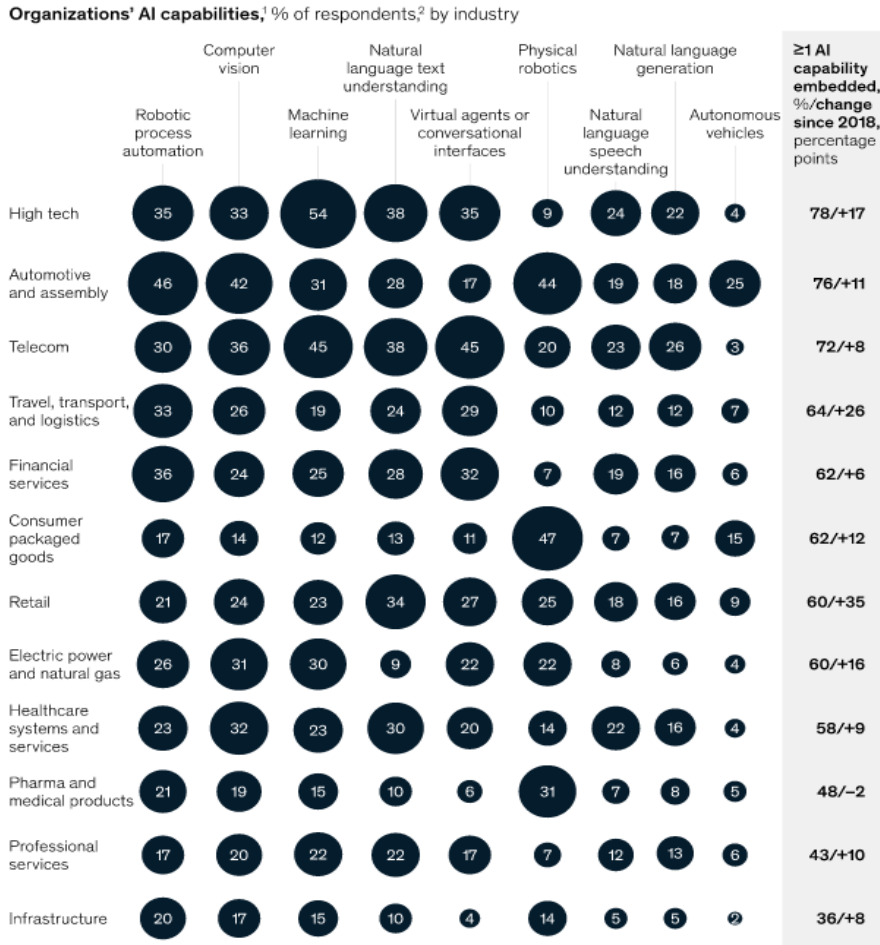 Organizations' AI capabilities,¹ % of respondents,² by industry
Computer
vision
Natural
language text
understanding
Physical
robotics
Natural language
generation
≥1 AI
capability
embedded,
%/change
since 2018,
percentage
points
Robotic
process
automation
Machine
learning
Virtual agents or
conversational
interfaces
Natural
language
speech
understanding
Autonomous
vehicles
High tech 35 33 54 38 35 9 24 22 4 78/+17
Automotive
and assembly 46 42 31 28 17 44 19 18 25 76/+11
Telecom 30 36 45 38 45 20 23 26 3 72/+8
Travel, transport,
and logistics 33 26 19 24 29 10 12 12 7 64/+26
Financial
services 36 24 25 28 32 7 19 16 6 62/+6
Consumer
packaged
goods 17 14 12 13 11 47 7 7 15 62/+12
Retail 21 24 23 34 27 25 18 16 9 60/+35
Electric power
and natural gas 26 31 30 9 22 22 8 6 4 60/+16
Healthcare
systems and
services 23 32 23 30 20 14 22 16 4 58/+9
Pharma and
medical products 21 19 15 10 6 31 7 8 5 48/−2
Professional
services 17 20 22 22 17 7 12 13 6 43/+10
Infrastructure 20 17 15 10 4 14 5 5 2 36/+8